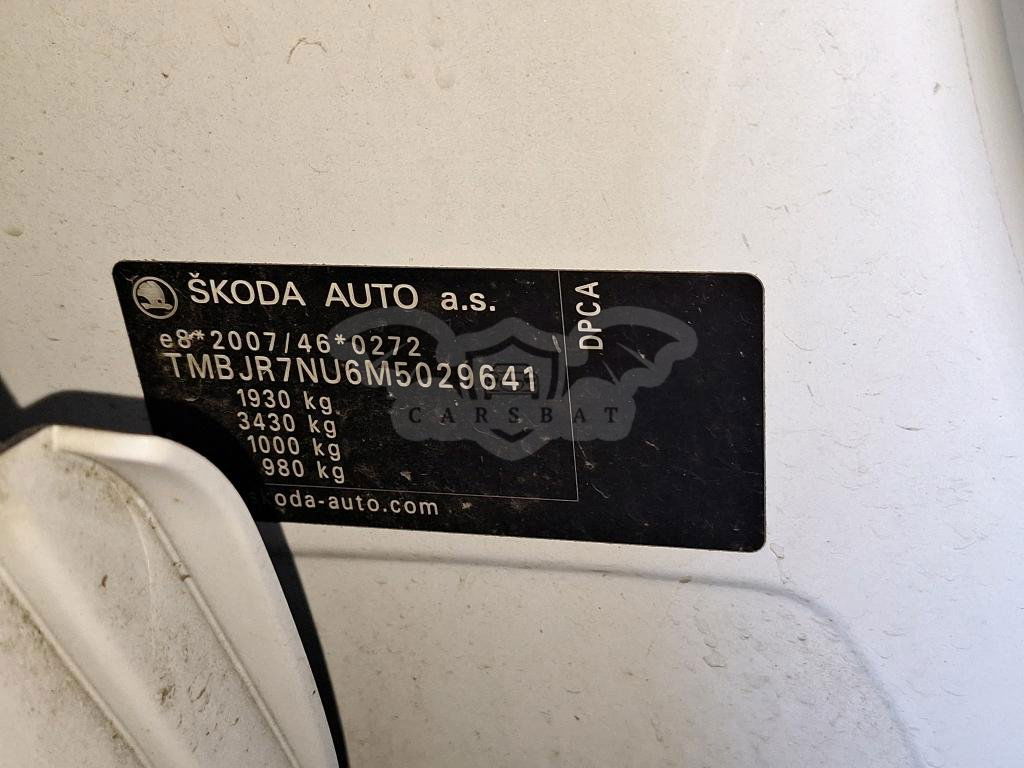 ŠKODA AUTO a.s.
e8*2007/46*0272
TMBJR7NU6M5029641
1930 kg
3430 kg
1000 kg
980 kg
skoda-auto.com
DPCA
CARSBAT